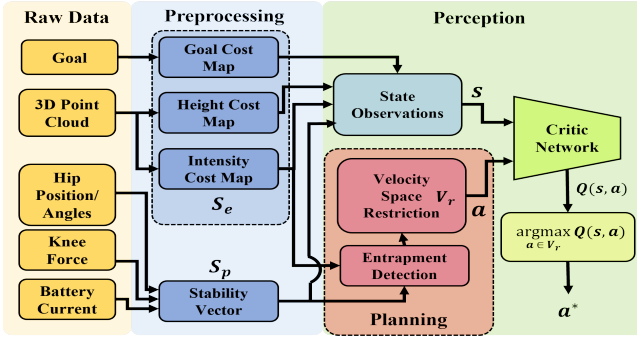 Raw Data
Preprocessing
Perception
Goal
Goal Cost
Map
3D Point
Cloud
Height Cost
Map
State
Observations
s
Critic
Network
Intensity
Cost Map
S_e
Hip
Position/
Angles
Velocity
Space
Restriction
V_r
a
Q(s, a)
Knee
Force
S_p
Entrapment
Detection
argmax Q(s, a)
a ∈ V_r
Battery
Current
Stability
Vector
Planning
a*